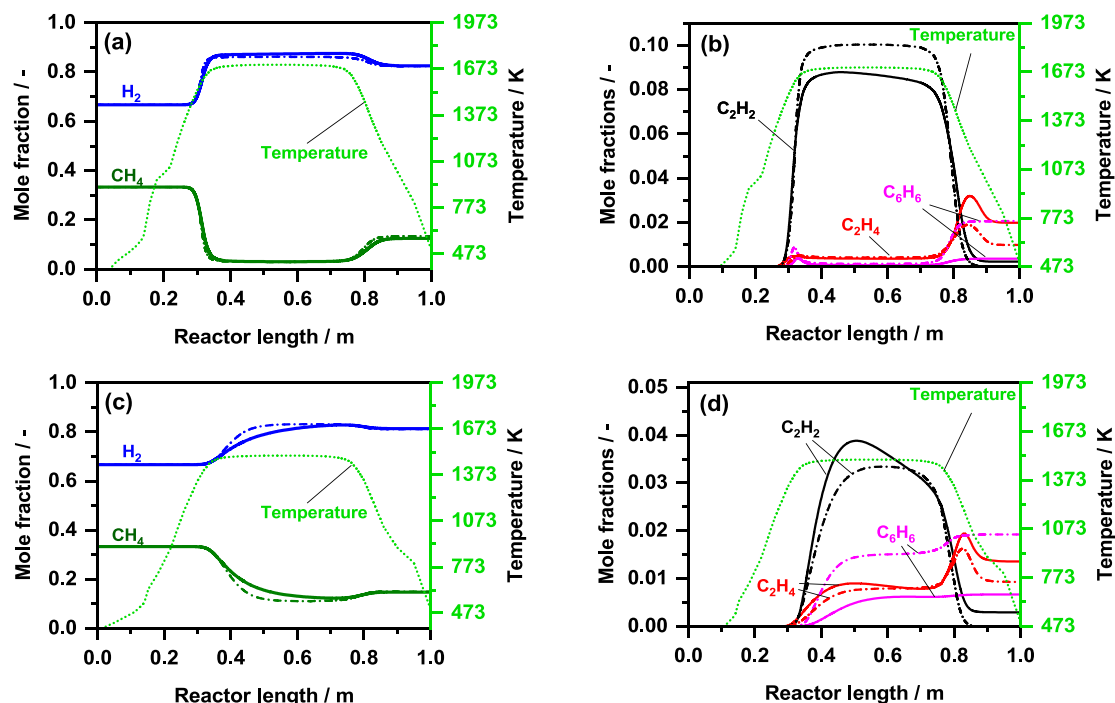 (a)
Mole fraction / -
1.0
0.8
0.6
0.4
0.2
0.0
H₂
CH₄
Temperature
0.0 0.2 0.4 0.6 0.8 1.0
Reactor length / m
1973
1673
1373
1073
773
473
Temperature / K
(b)
Mole fractions / -
0.10
0.08
0.06
0.04
0.02
0.00
Temperature
C₂H₂
C₆H₆
C₂H₄
0.0 0.2 0.4 0.6 0.8 1.0
Reactor length / m
1973
1673
1373
1073
773
473
Temperature / K
(c)
Mole fraction / -
1.0
0.8
0.6
0.4
0.2
0.0
H₂
CH₄
Temperature
0.0 0.2 0.4 0.6 0.8 1.0
Reactor length / m
1973
1673
1373
1073
773
473
Temperature / K
(d)
Mole fractions / -
0.05
0.04
0.03
0.02
0.01
0.00
Temperature
C₂H₂
C₆H₆
C₂H₄
0.0 0.2 0.4 0.6 0.8 1.0
Reactor length / m
1973
1673
1373
1073
773
473
Temperature / K